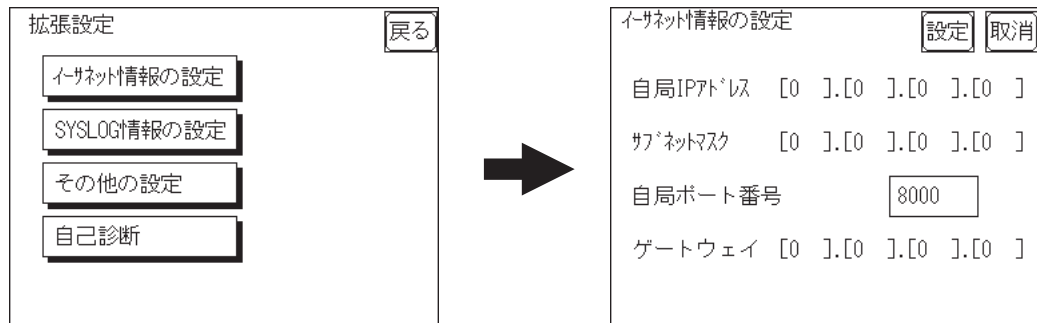 拡張設定
戻る
ｲｰｻﾈｯﾄ情報の設定
SYSLOG情報の設定
その他の設定
自己診断
ｲｰｻﾈｯﾄ情報の設定
設定 取消
自局IPｱﾄﾞﾚｽ [0 ].[0 ].[0 ].[0 ]
ｻﾌﾞﾈｯﾄﾏｽｸ [0 ].[0 ].[0 ].[0 ]
自局ポート番号 8000
ゲートウェイ [0 ].[0 ].[0 ].[0 ]